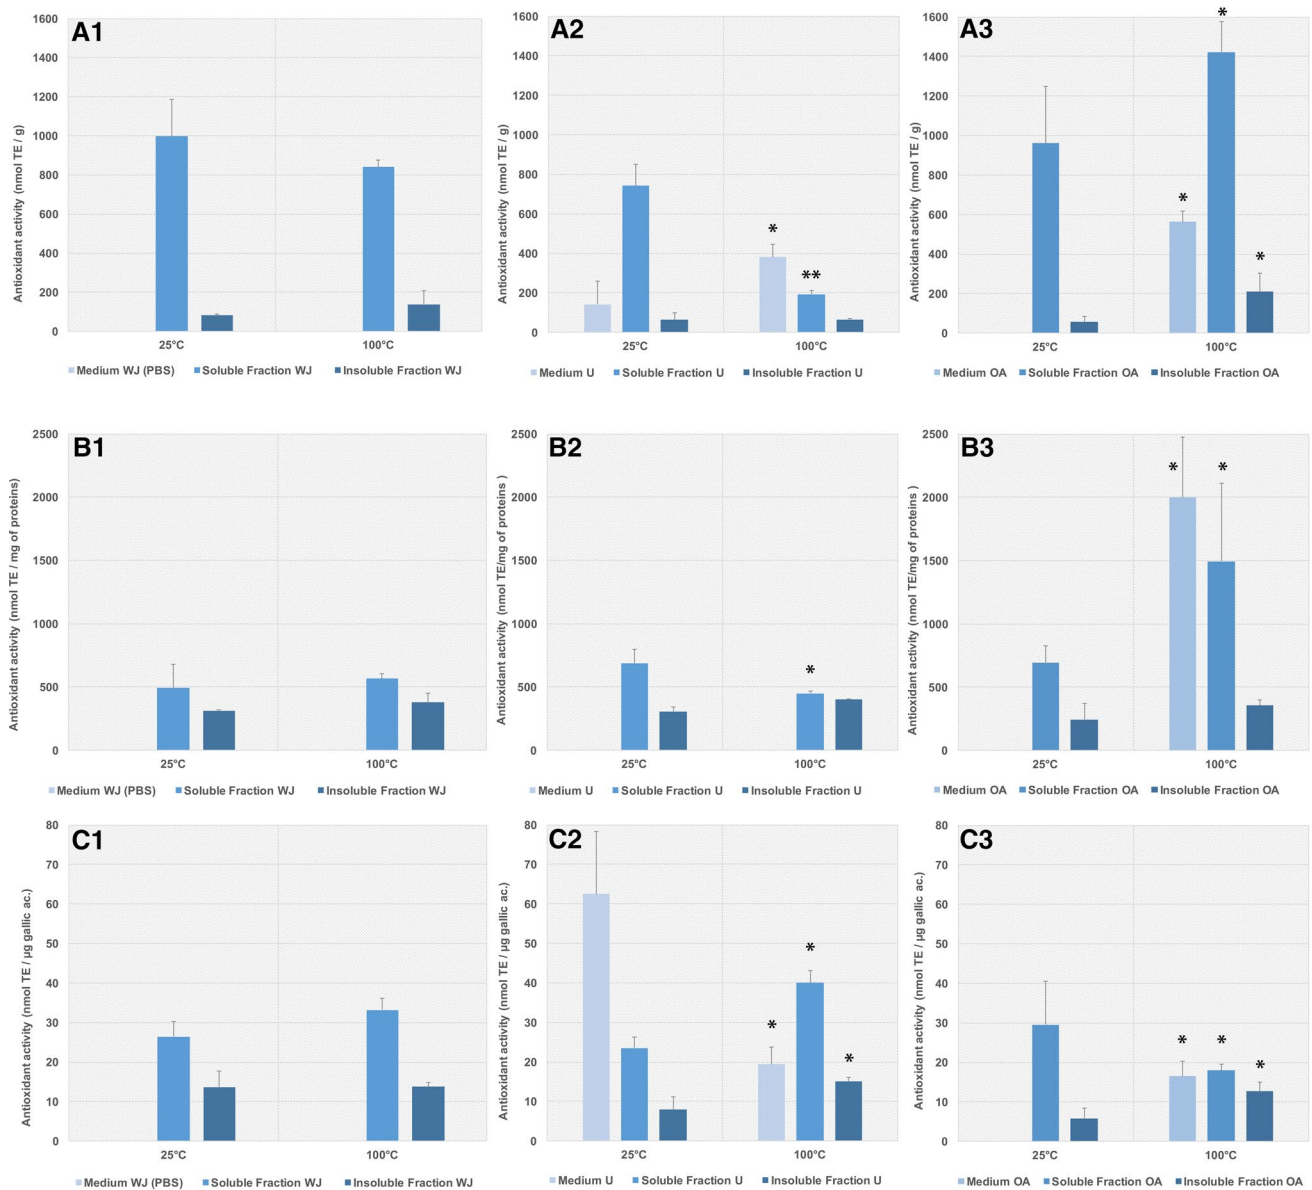 A1
Antioxidant activity (nmol TE / g)
1600
1400
1200
1000
800
600
400
200
0
25°C
100°C
Medium WJ (PBS) Soluble Fraction WJ Insoluble Fraction WJ
A2
Antioxidant activity (nmol TE / g)
1600
1400
1200
1000
800
600
400
200
0
*
**
25°C
100°C
Medium U Soluble Fraction U Insoluble Fraction U
A3
Antioxidant activity (nmol TE / g)
1600
1400
1200
1000
800
600
400
200
0
*
*
*
25°C
100°C
Medium OA Soluble Fraction OA Insoluble Fraction OA
B1
Antioxidant activity (nmol TE / mg of proteins)
2500
2000
1500
1000
500
0
25°C
100°C
Medium WJ (PBS) Soluble Fraction WJ Insoluble Fraction WJ
B2
Antioxidant activity (nmol TE/mg of proteins )
2500
2000
1500
1000
500
0
*
25°C
100°C
Medium U Soluble Fraction U Insoluble Fraction U
B3
Antioxidant activity (nmol TE/mg of proteins)
2500
2000
1500
1000
500
0
*
*
25°C
100°C
Medium OA Soluble Fraction OA Insoluble Fraction OA
C1
Antioxidant activity (nmol TE / µg gallic ac.)
80
70
60
50
40
30
20
10
0
25°C
100°C
Medium WJ (PBS) Soluble Fraction WJ Insoluble Fraction WJ
C2
Antioxidant activity (nmol TE / µg gallic ac.)
80
70
60
50
40
30
20
10
0
*
*
*
25°C
100°C
Medium U Soluble Fraction U Insoluble Fraction U
C3
Antioxidant activity (nmol TE / µg gallic ac.)
80
70
60
50
40
30
20
10
0
*
*
*
25°C
100°C
Medium OA Soluble Fraction OA Insoluble Fraction OA